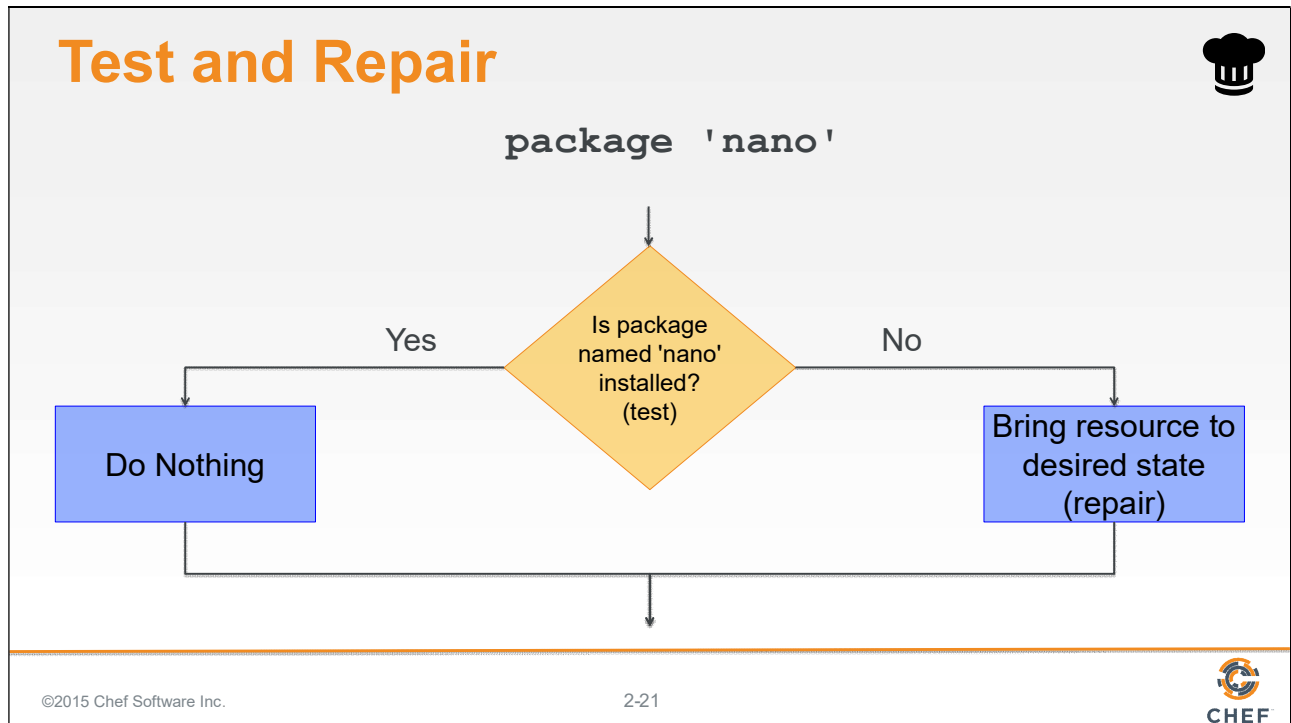 Test and Repair
package 'nano'
Yes
Is package
named 'nano'
installed?
(test)
No
Do Nothing
Bring resource to
desired state
(repair)
©2015 Chef Software Inc.
2-21
CHEF